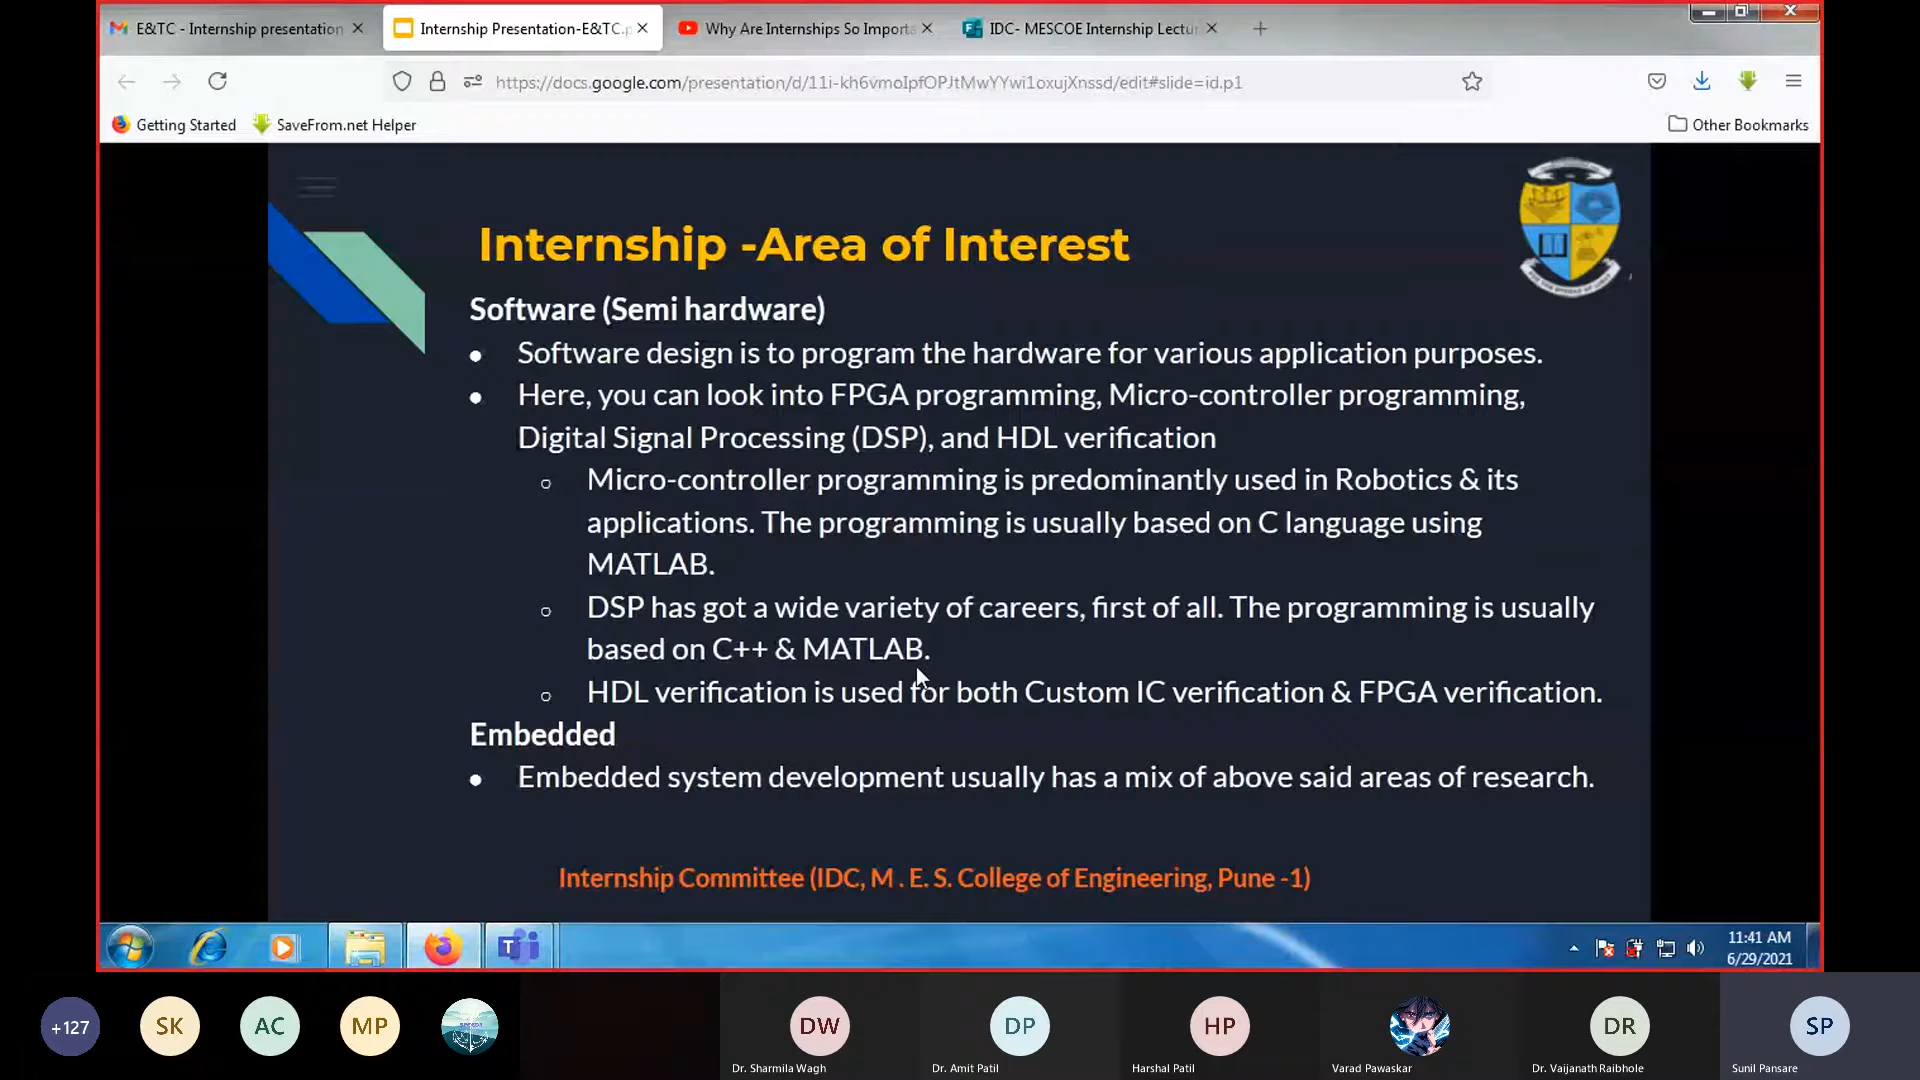 E&TC - Internship presentation
Internship Presentation-E&TC.p
Why Are Internships So Importa
IDC- MESCOE Internship Lectu
https://docs.google.com/presentation/d/11i-kh6vmoIpfOPJtMwYYwi1oxujXnssd/edit#slide=id.p1
Getting Started
SaveFrom.net Helper
Other Bookmarks
Internship -Area of Interest
Software (Semi hardware)
● Software design is to program the hardware for various application purposes.
● Here, you can look into FPGA programming, Micro-controller programming,
Digital Signal Processing (DSP), and HDL verification
○ Micro-controller programming is predominantly used in Robotics & its
applications. The programming is usually based on C language using
MATLAB.
○ DSP has got a wide variety of careers, first of all. The programming is usually
based on C++ & MATLAB.
○ HDL verification is used for both Custom IC verification & FPGA verification.
Embedded
● Embedded system development usually has a mix of above said areas of research.
Internship Committee (IDC, M . E. S. College of Engineering, Pune -1)
11:41 AM
6/29/2021
+127
SK
AC
MP
DW
DP
HP
DR
SP
Dr. Sharmila Wagh
Dr. Amit Patil
Harshal Patil
Varad Pawaskar
Dr. Vaijanath Raibhole
Sunil Pansare